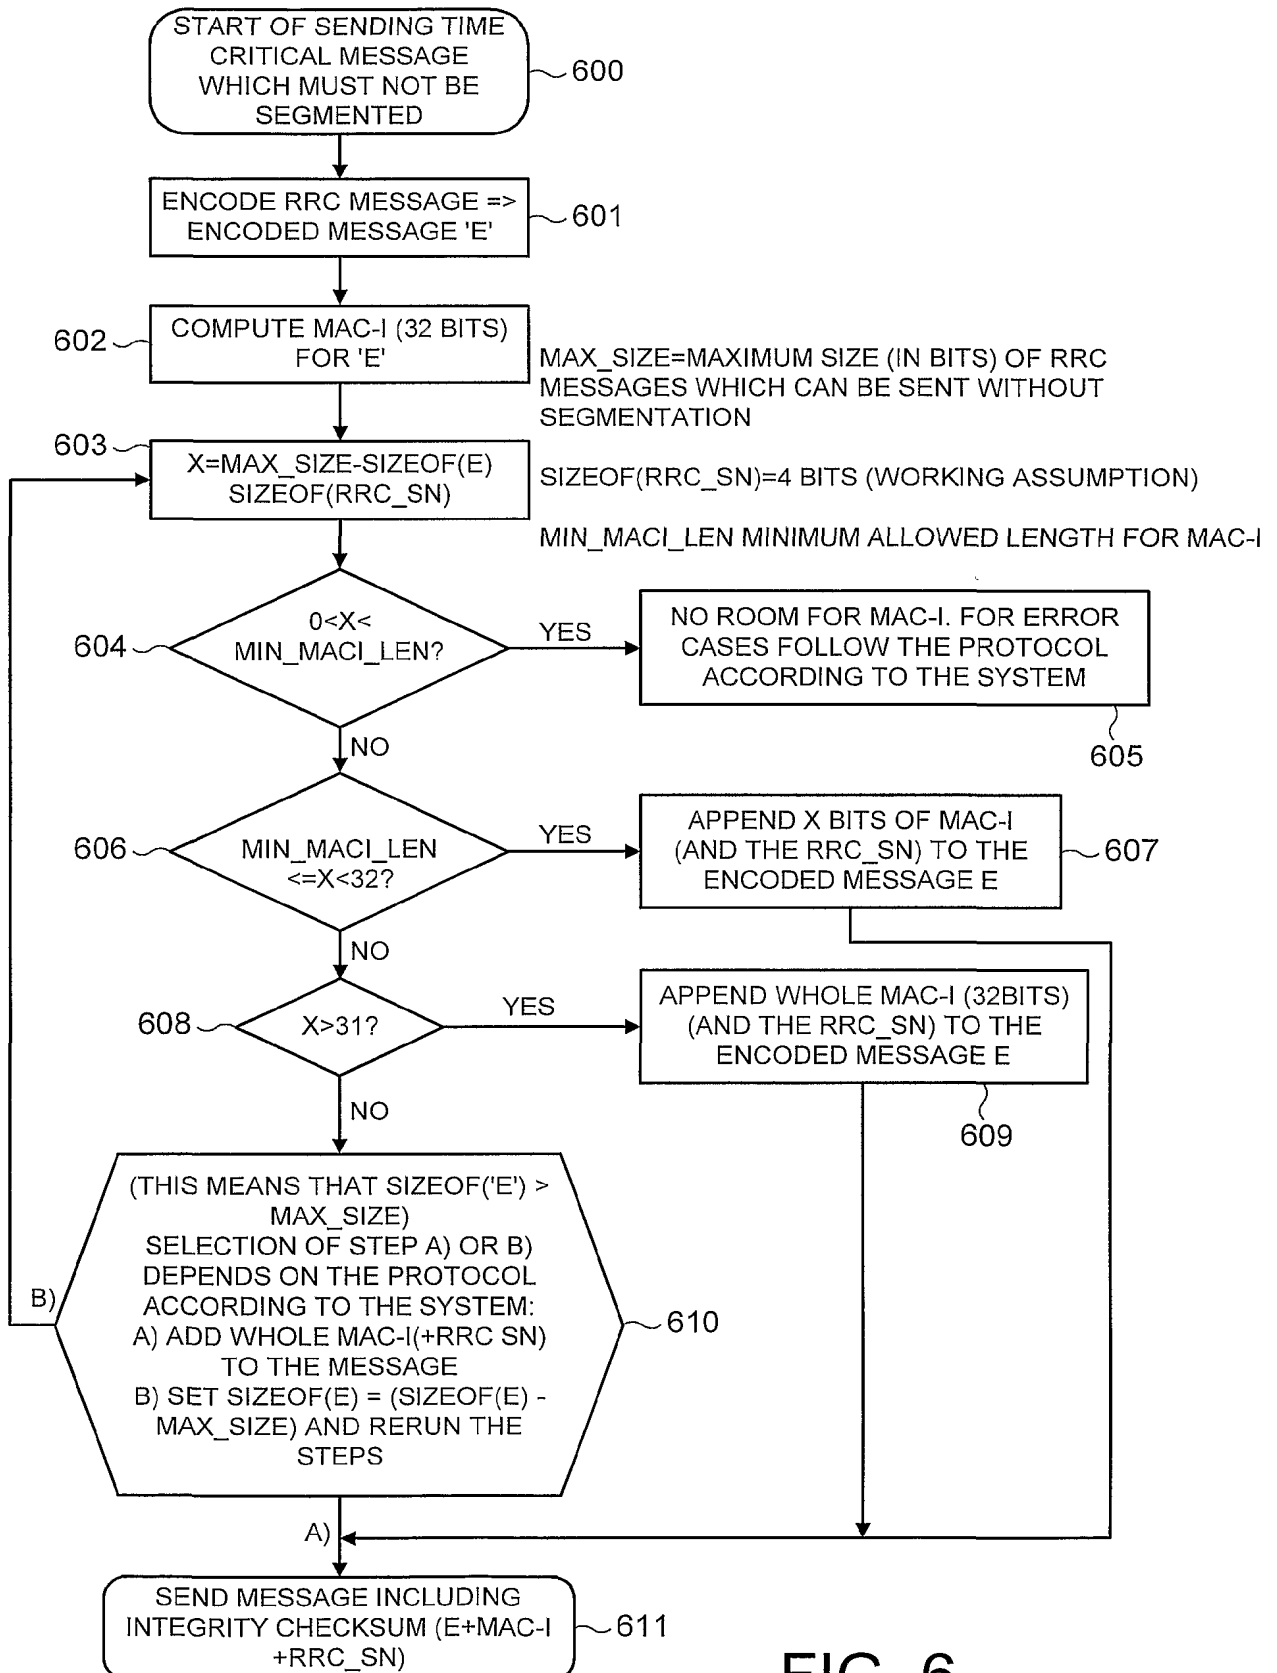 START OF SENDING TIME
CRITICAL MESSAGE
WHICH MUST NOT BE
SEGMENTED
600
ENCODE RRC MESSAGE =>
ENCODED MESSAGE 'E'
601
602
COMPUTE MAC-I (32 BITS)
FOR 'E'
MAX_SIZE=MAXIMUM SIZE (IN BITS) OF RRC
MESSAGES WHICH CAN BE SENT WITHOUT
SEGMENTATION
603
X=MAX_SIZE-SIZEOF(E)
SIZEOF(RRC_SN)
SIZEOF(RRC_SN)=4 BITS (WORKING ASSUMPTION)
MIN_MACI_LEN MINIMUM ALLOWED LENGTH FOR MAC-I
604
0<X<
MIN_MACI_LEN?
YES
NO ROOM FOR MAC-I. FOR ERROR
CASES FOLLOW THE PROTOCOL
ACCORDING TO THE SYSTEM
605
NO
606
MIN_MACI_LEN
<=X<32?
YES
APPEND X BITS OF MAC-I
(AND THE RRC_SN) TO THE
ENCODED MESSAGE E
607
NO
608
X>31?
YES
APPEND WHOLE MAC-I (32BITS)
(AND THE RRC_SN) TO THE
ENCODED MESSAGE E
609
NO
(THIS MEANS THAT SIZEOF('E') >
MAX_SIZE)
SELECTION OF STEP A) OR B)
DEPENDS ON THE PROTOCOL
ACCORDING TO THE SYSTEM:
A) ADD WHOLE MAC-I(+RRC SN)
TO THE MESSAGE
B) SET SIZEOF(E) = (SIZEOF(E) -
MAX_SIZE) AND RERUN THE
STEPS
B)
610
A)
SEND MESSAGE INCLUDING
INTEGRITY CHECKSUM (E+MAC-I
+RRC_SN)
611
FIG. 6